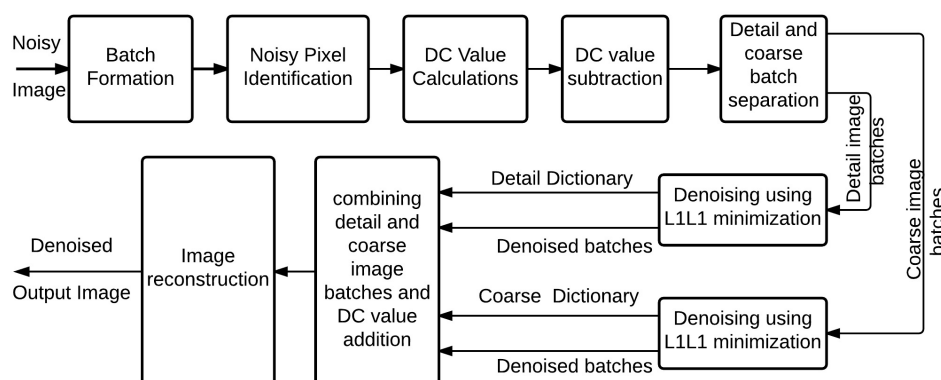 Noisy
Image
Batch
Formation
Noisy Pixel
Identification
DC Value
Calculations
DC value
subtraction
Detail and
coarse
batch
separation
Detail image
batches
Coarse image
batches
Detail Dictionary
Denoised batches
Denoising using
L1L1 minimization
Coarse  Dictionary
Denoised batches
Denoising using
L1L1 minimization
combining
detail and
coarse
image
batches and
DC value
addition
Image
reconstruction
Denoised
Output Image